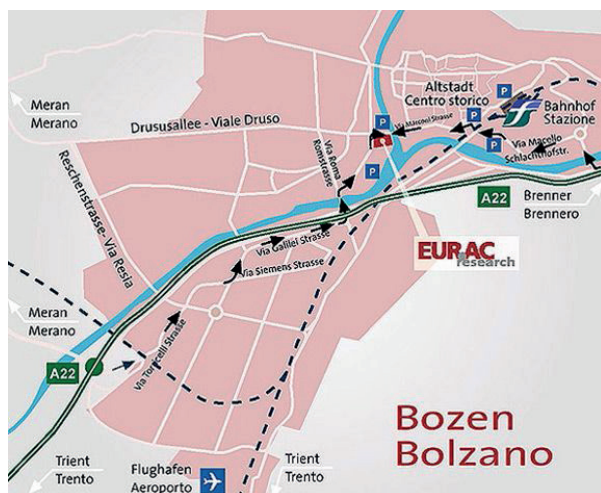 P
P
P
P
P
Altstadt
Centro storico
Via Marconi Strasse
Bahnhof
Stazione
Via Macello
Schlachthofstr.
Meran
Merano
Drususallee - Viale Druso
Via Roma
Romstrasse
Reschenstrasse - Via Resia
A22
Brenner
Brennero
Via Galilei Strasse
EURAC
research
Via Siemens Strasse
Meran
Merano
Via Torricelli Strasse
A22
Bozen
Bolzano
Trient
Trento
Flughafen
Aeroporto
Trient
Trento